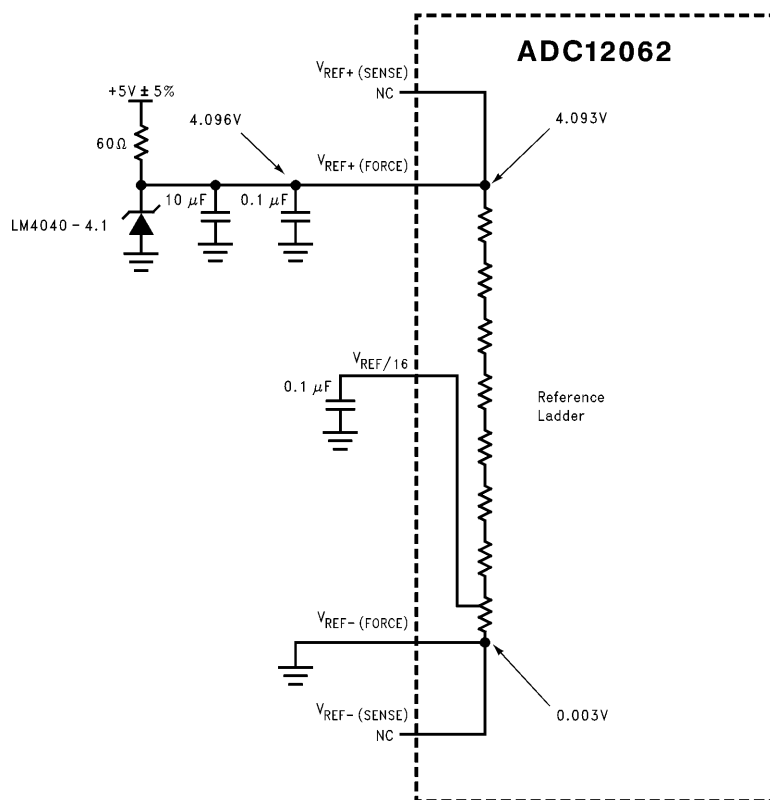 ADC12062
VREF+ (SENSE)
NC
+5V ± 5%
60Ω
4.096V
4.093V
VREF+ (FORCE)
10 µF
0.1 µF
LM4040 – 4.1
VREF/16
0.1 µF
Reference
Ladder
VREF– (FORCE)
VREF– (SENSE)
NC
0.003V